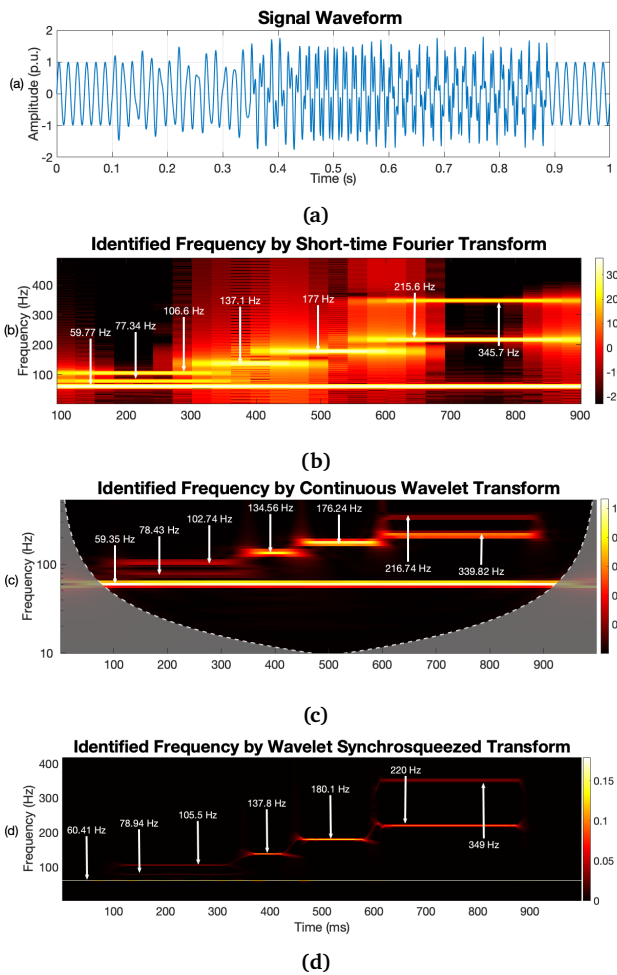 Signal Waveform
2
1
0
-1
-2
Amplitude (p.u.)
(a)
0 0.1 0.2 0.3 0.4 0.5 0.6 0.7 0.8 0.9 1
Time (s)
(a)
Identified Frequency by Short-time Fourier Transform
400
300
200
100
Frequency (Hz)
(b)
59.77 Hz
77.34 Hz
106.6 Hz
137.1 Hz
177 Hz
215.6 Hz
345.7 Hz
30
20
10
0
-10
-2
100 200 300 400 500 600 700 800 900
(b)
Identified Frequency by Continuous Wavelet Transform
100
10
Frequency (Hz)
(c)
59.35 Hz
78.43 Hz
102.74 Hz
134.56 Hz
176.24 Hz
216.74 Hz
339.82 Hz
1
0.
0.
0.
0.
100 200 300 400 500 600 700 800 900
(c)
Identified Frequency by Wavelet Synchrosqueezed Transform
400
300
200
100
Frequency (Hz)
(d)
60.41 Hz
78.94 Hz
105.5 Hz
137.8 Hz
180.1 Hz
220 Hz
349 Hz
0.15
0.1
0.05
0
100 200 300 400 500 600 700 800 900
Time (ms)
(d)